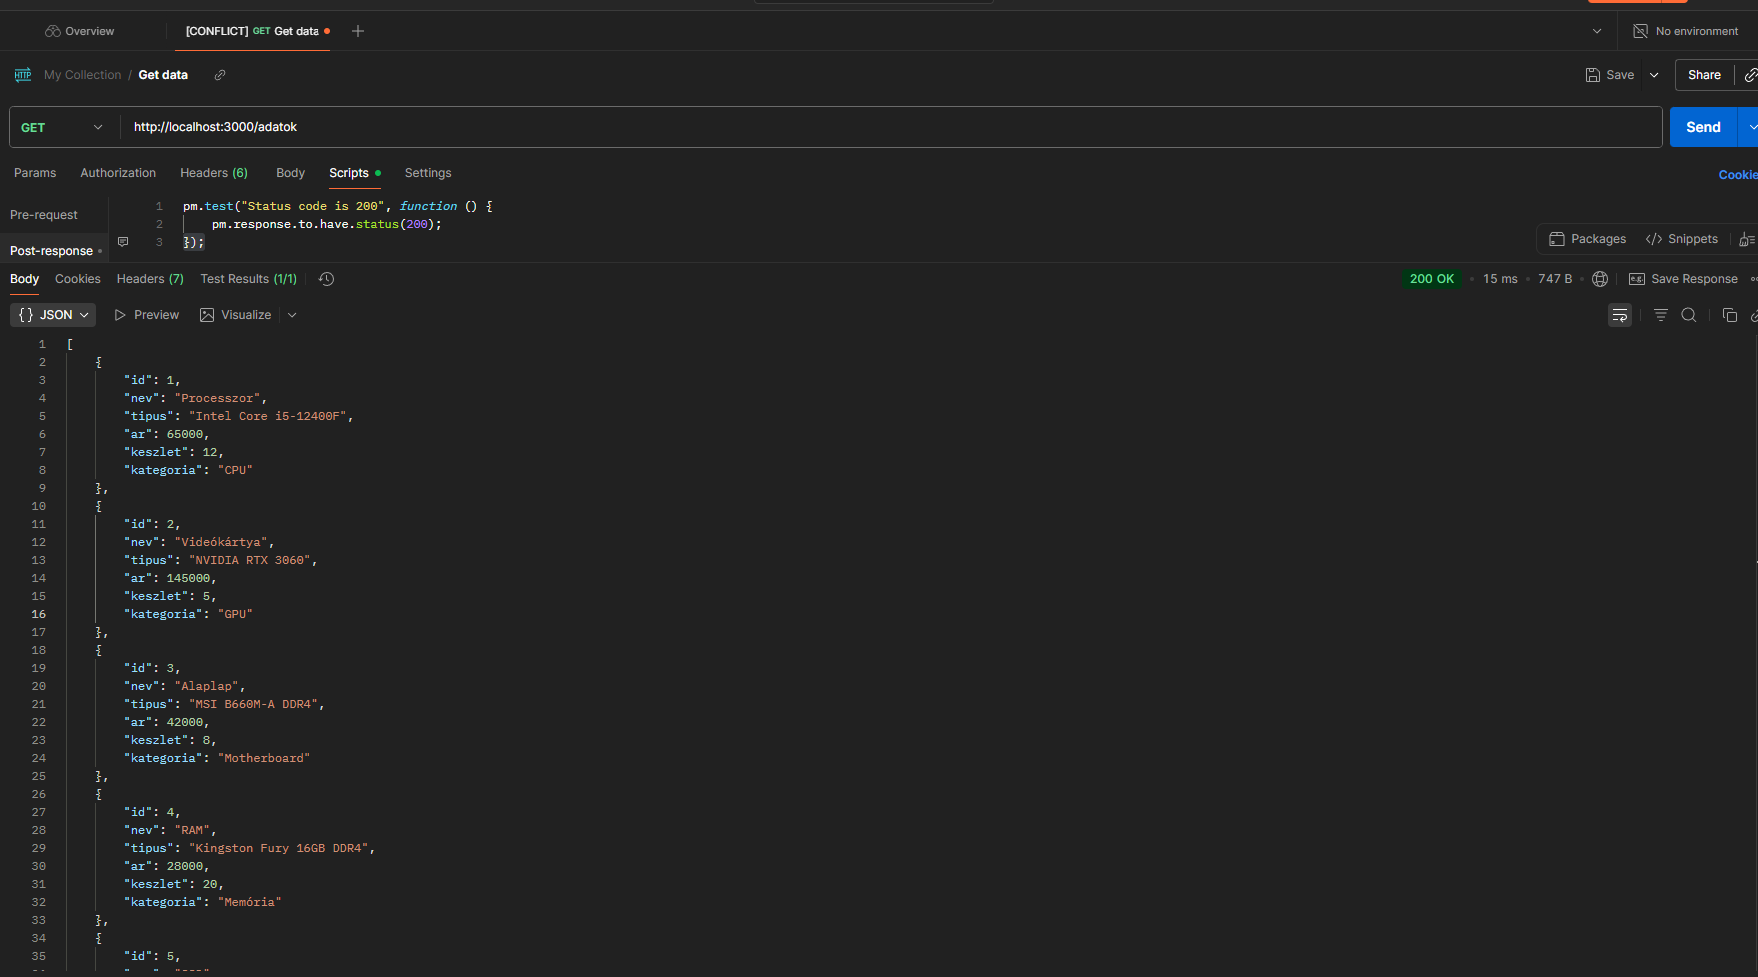 Overview [CONFLICT] GET Get data No environment
HTTP My Collection / Get data Save Share
GET http://localhost:3000/adatok Send
Params Authorization Headers (6) Body Scripts Settings Cookie
Pre-request
Post-response
1 pm.test("Status code is 200", function () {
2 pm.response.to.have.status(200);
3 });
Packages </> Snippets
Body Cookies Headers (7) Test Results (1/1) 200 OK 15 ms 747 B e.g. Save Response
{} JSON Preview Visualize
1 [
2 {
3 "id": 1,
4 "nev": "Processzor",
5 "tipus": "Intel Core i5-12400F",
6 "ar": 65000,
7 "keszlet": 12,
8 "kategoria": "CPU"
9 },
10 {
11 "id": 2,
12 "nev": "Videókártya",
13 "tipus": "NVIDIA RTX 3060",
14 "ar": 145000,
15 "keszlet": 5,
16 "kategoria": "GPU"
17 },
18 {
19 "id": 3,
20 "nev": "Alaplap",
21 "tipus": "MSI B660M-A DDR4",
22 "ar": 42000,
23 "keszlet": 8,
24 "kategoria": "Motherboard"
25 },
26 {
27 "id": 4,
28 "nev": "RAM",
29 "tipus": "Kingston Fury 16GB DDR4",
30 "ar": 28000,
31 "keszlet": 20,
32 "kategoria": "Memória"
33 },
34 {
35 "id": 5,